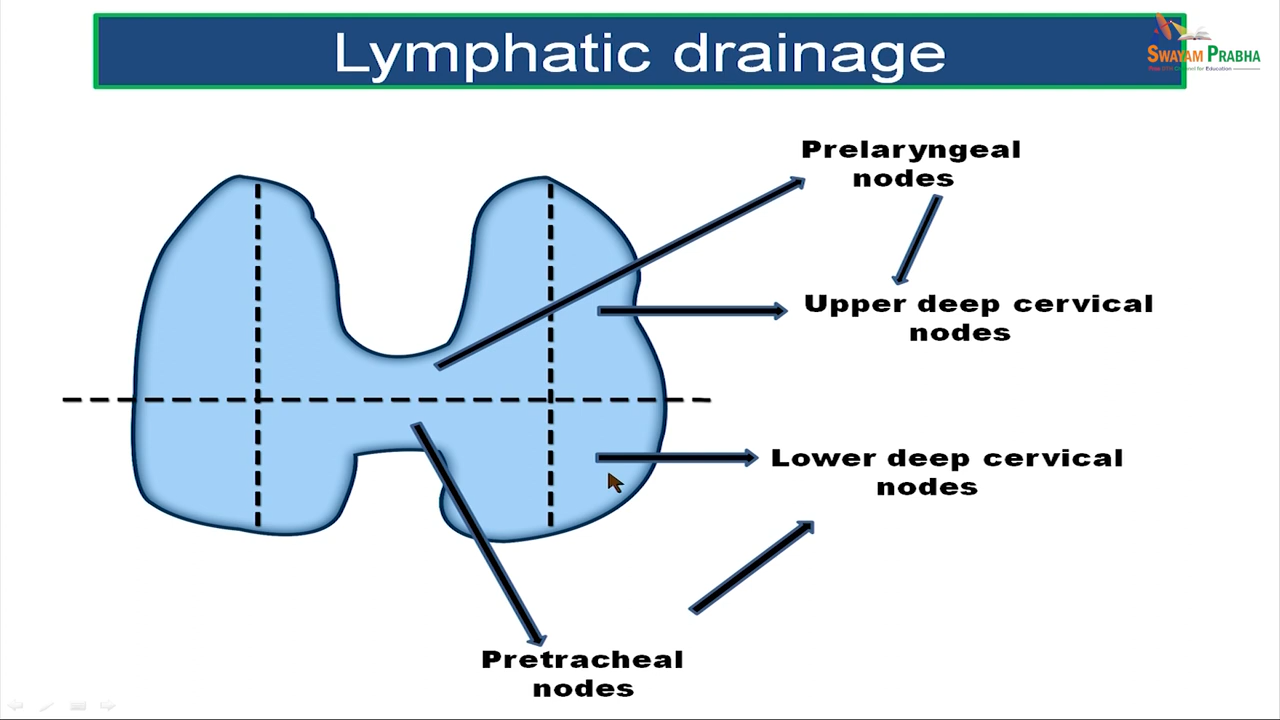 Lymphatic drainage
SWAYAM PRABHA
Prelaryngeal
nodes
Upper deep cervical
nodes
Lower deep cervical
nodes
Pretracheal
nodes